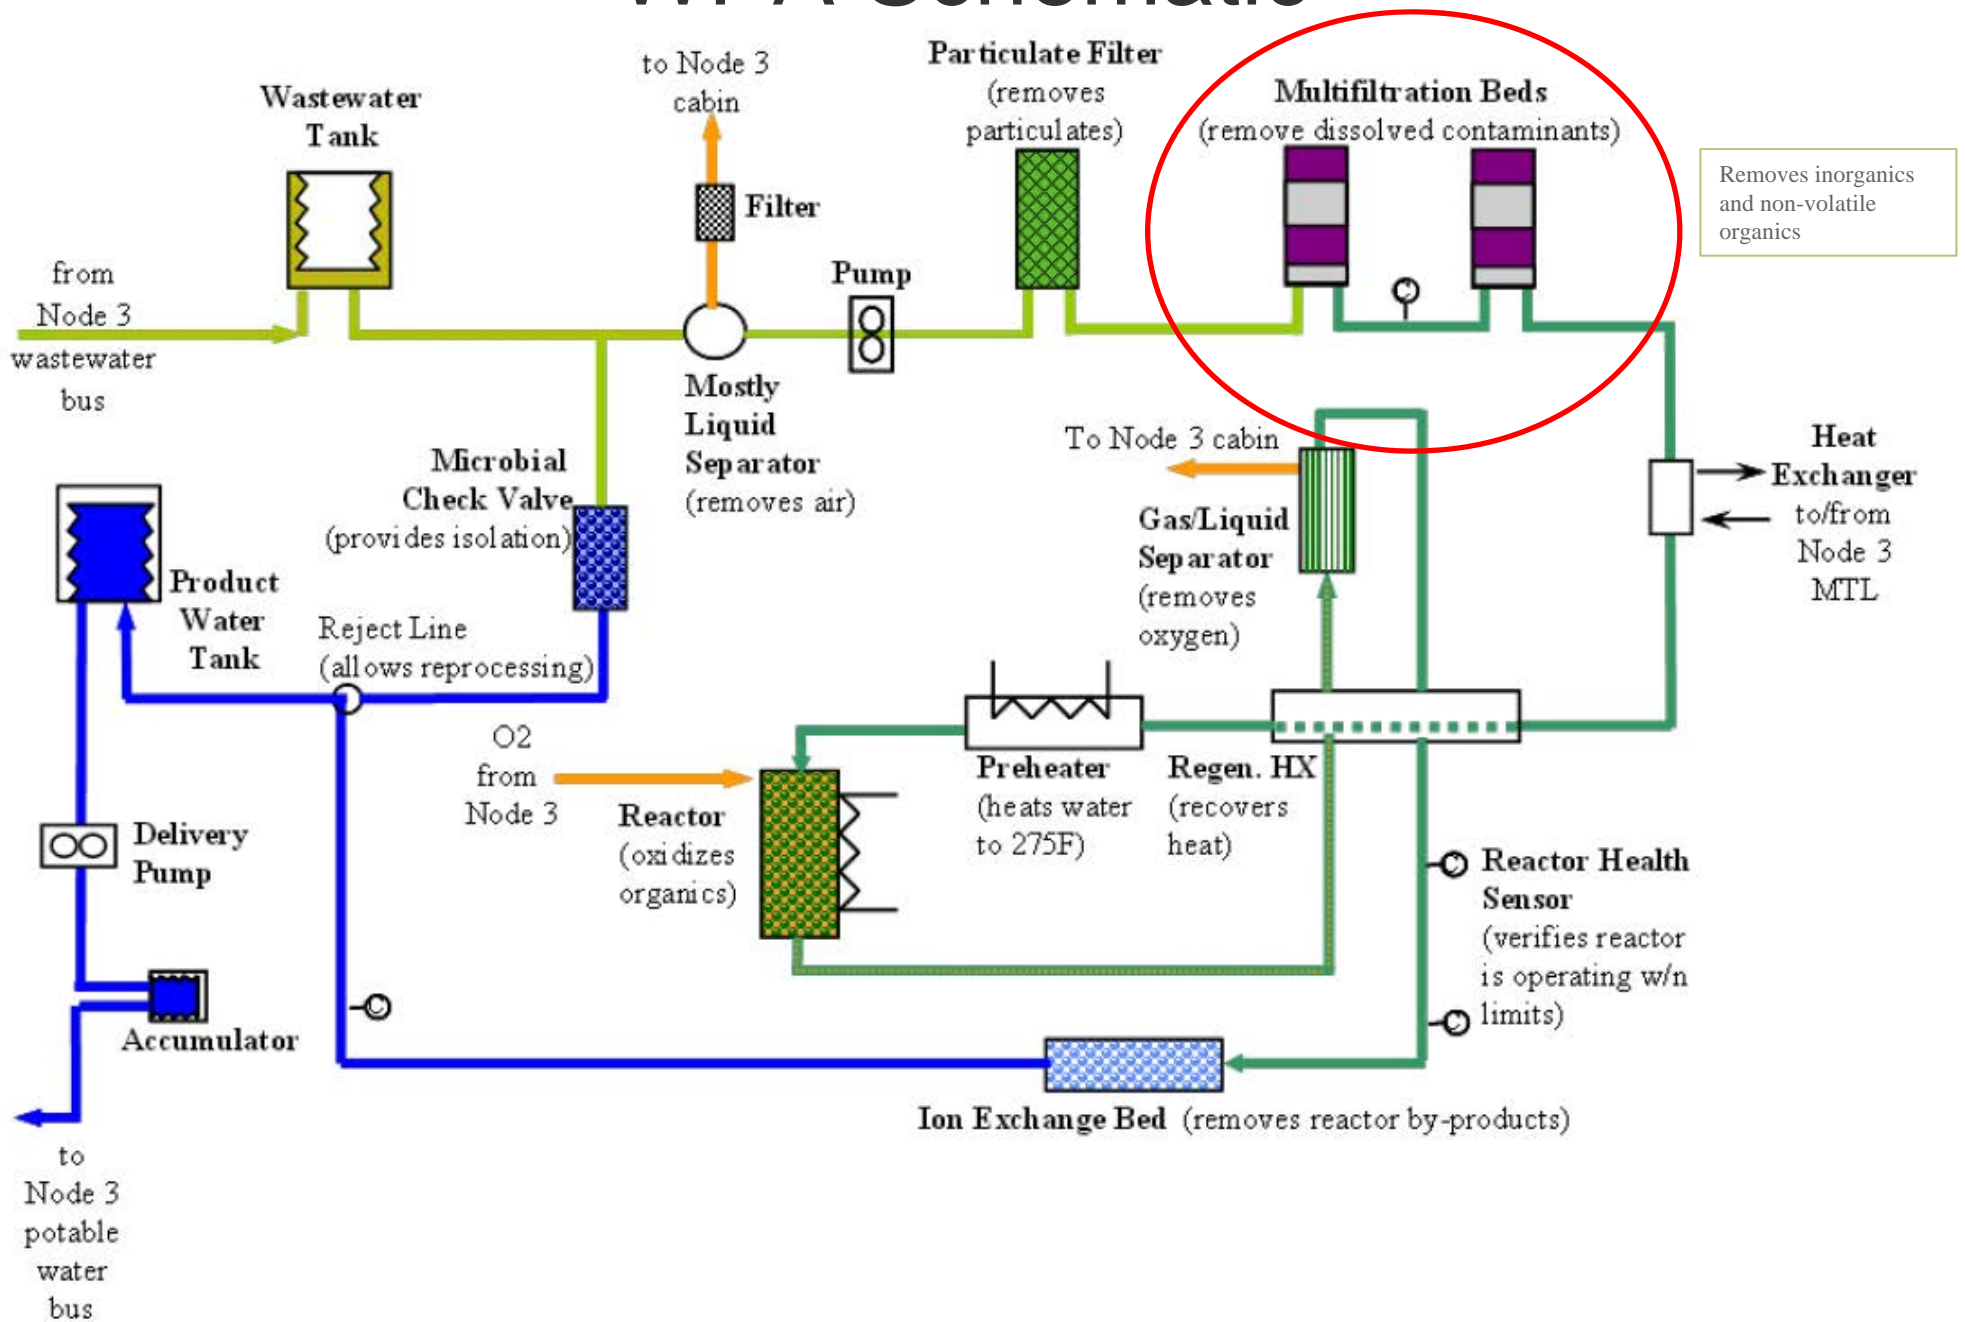 WPA Schematic
to Node 3
cabin
Particulate Filter
(removes
particulates)
Multifiltration Beds
(remove dissolved contaminants)
Wastewater
Tank
Removes inorganics
and non-volatile
organics
Filter
Pump
from
Node 3
wastewater
bus
Mostly
Liquid
Separator
(removes air)
To Node 3 cabin
Heat
Exchanger
to/from
Node 3
MTL
Microbial
Check Valve
(provides isolation)
Gas/Liquid
Separator
(removes
oxygen)
Product
Water
Tank
Reject Line
(allows reprocessing)
O2
from
Node 3
Reactor
(oxidizes
organics)
Preheater
(heats water
to 275F)
Regen. HX
(recovers
heat)
Delivery
Pump
Reactor Health
Sensor
(verifies reactor
is operating w/n
limits)
Accumulator
Ion Exchange Bed (removes reactor by-products)
to
Node 3
potable
water
bus